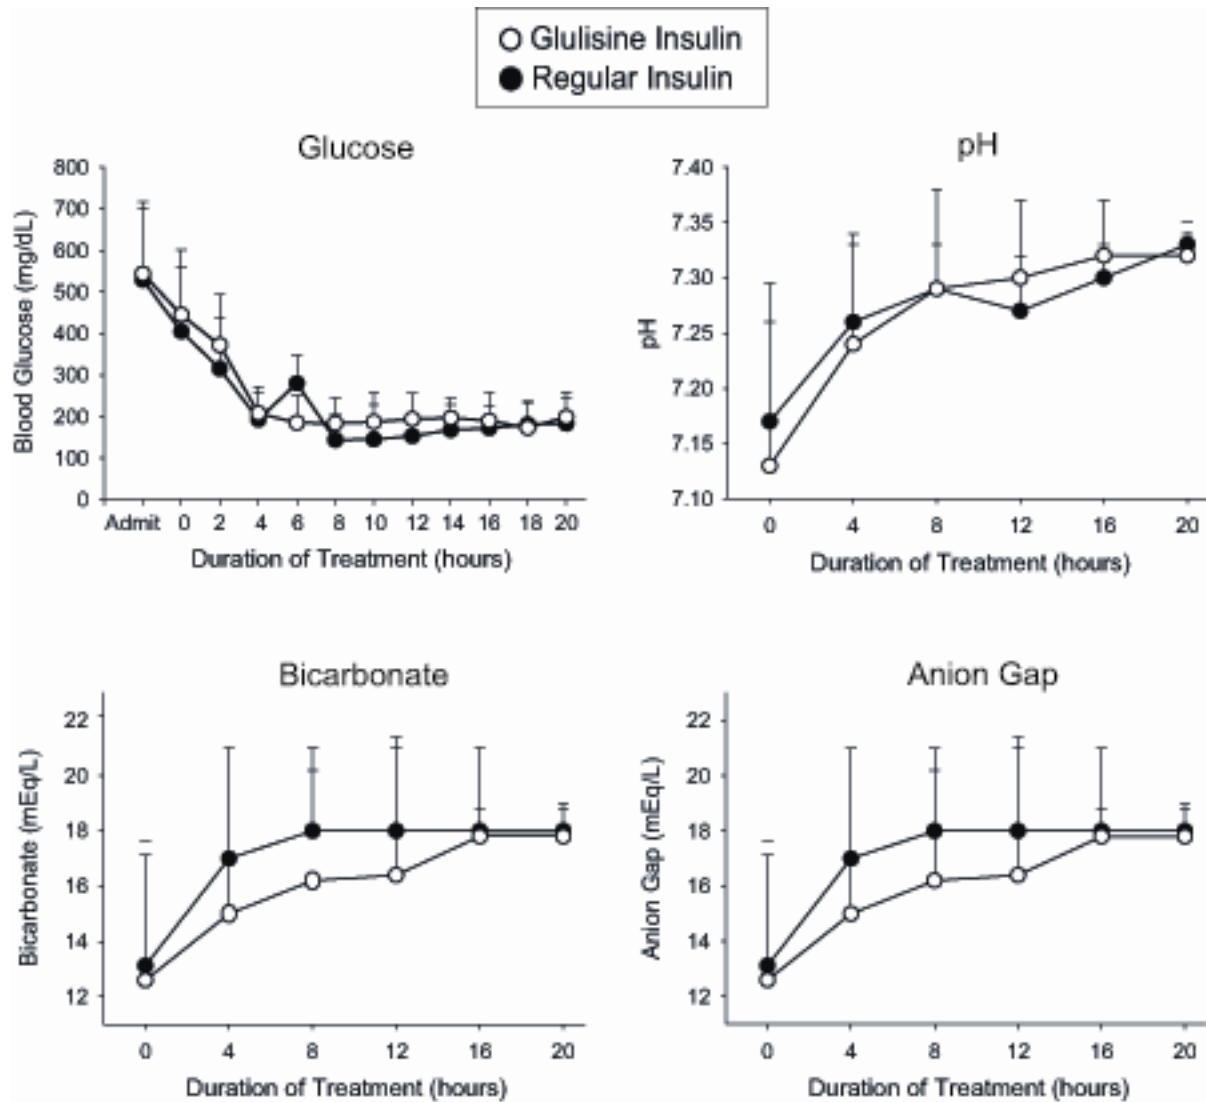 Glulisine Insulin
Regular Insulin
Glucose
800
700
600
500
400
300
200
100
0
Blood Glucose (mg/dL)
Admit 0 2 4 6 8 10 12 14 16 18 20
Duration of Treatment (hours)
pH
7.40
7.35
7.30
7.25
7.20
7.15
7.10
pH
0 4 8 12 16 20
Duration of Treatment (hours)
Bicarbonate
22
20
18
16
14
12
Bicarbonate (mEq/L)
0 4 8 12 16 20
Duration of Treatment (hours)
Anion Gap
22
20
18
16
14
12
Anion Gap (mEq/L)
0 4 8 12 16 20
Duration of Treatment (hours)